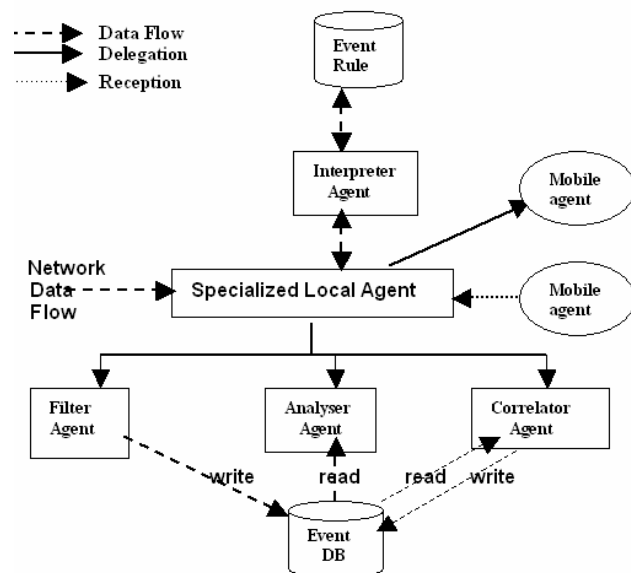 Data Flow
Delegation
Reception
Event
Rule
Interpreter
Agent
Mobile
agent
Network
Data
Flow
Specialized Local Agent
Mobile
agent
Filter
Agent
Analyser
Agent
Correlator
Agent
write
read
read
write
Event
DB